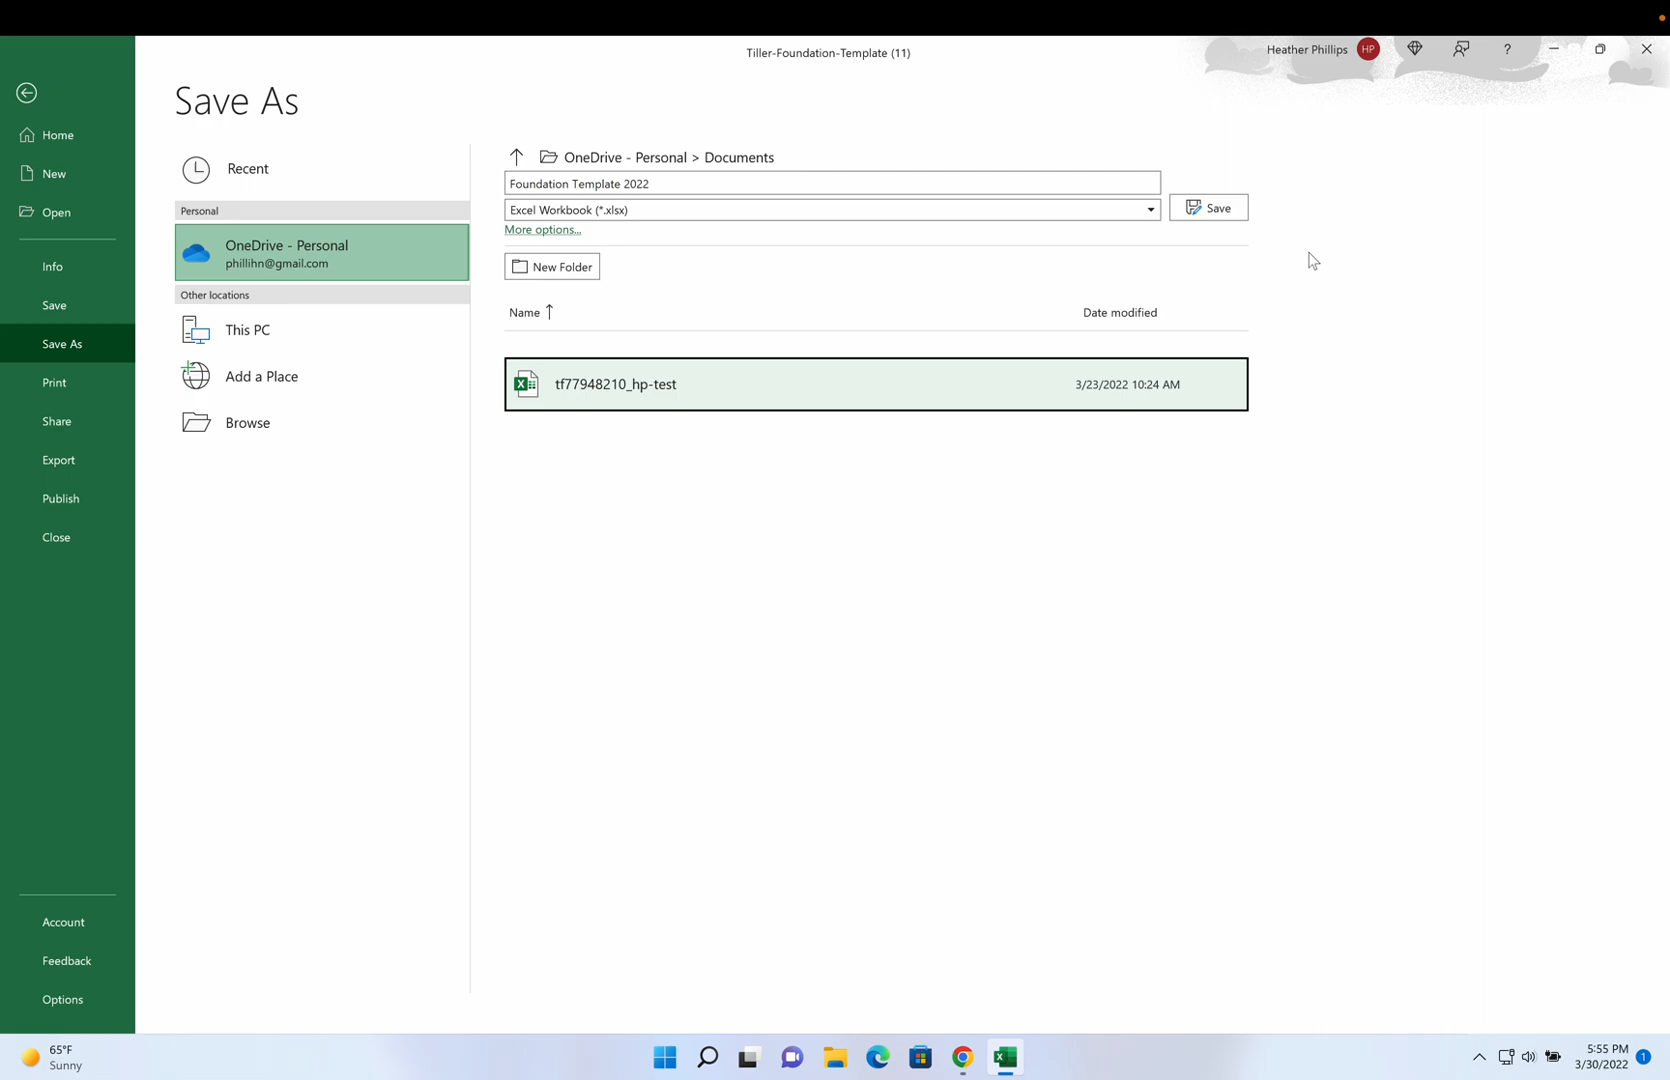 Tiller-Foundation-Template (11)
Heather Phillips HP ?
Save As
Home
New
Open
Info
Save
Save As
Print
Share
Export
Publish
Close
Account
Feedback
Options
Recent
Personal
OneDrive - Personal
phillihn@gmail.com
Other locations
This PC
Add a Place
Browse
OneDrive - Personal > Documents
Foundation Template 2022
Excel Workbook (*.xlsx)
Save
More options...
New Folder
Name ↑
Date modified
tf77948210_hp-test 3/23/2022 10:24 AM
65°F
Sunny
5:55 PM
3/30/2022 1